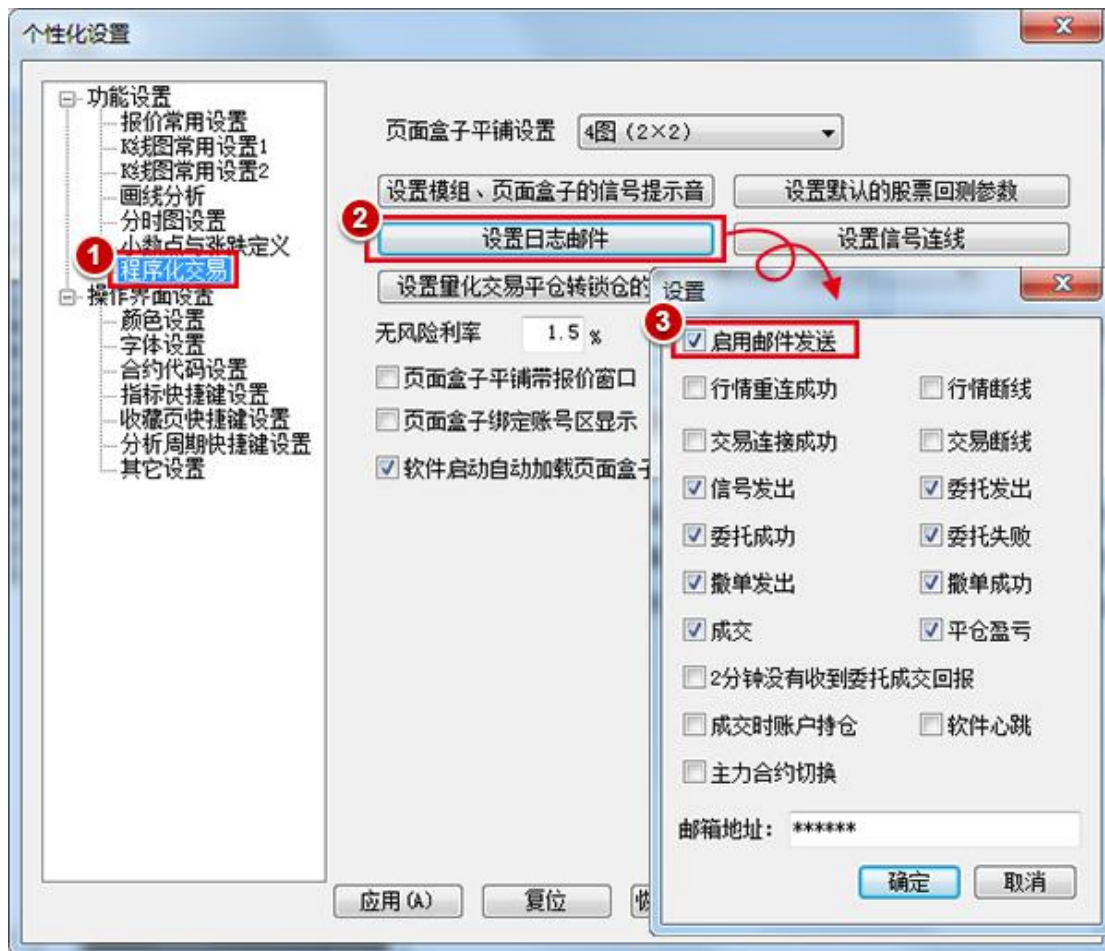 个性化设置
功能设置
报价常用设置
K线图常用设置1
K线图常用设置2
画线分析
分时图设置
小数点与涨跌定义
1
程序化交易
操作界面设置
颜色设置
字体设置
合约代码设置
指标快捷键设置
收藏页快捷键设置
分析周期快捷键设置
其它设置
页面盒子平铺设置 4图(2×2)
设置模组、页面盒子的信号提示音 设置默认的股票回测参数
2
设置日志邮件 设置信号连线
设置量化交易平仓转锁仓的
无风险利率 1.5 %
页面盒子平铺带报价窗口
页面盒子绑定账号区显示
软件启动自动加载页面盒子
应用(A) 复位
设置
3
启用邮件发送
行情重连成功 行情断线
交易连接成功 交易断线
信号发出 委托发出
委托成功 委托失败
撤单发出 撤单成功
成交 平仓盈亏
2分钟没有收到委托成交回报
成交时账户持仓 软件心跳
主力合约切换
邮箱地址: ******
确定 取消